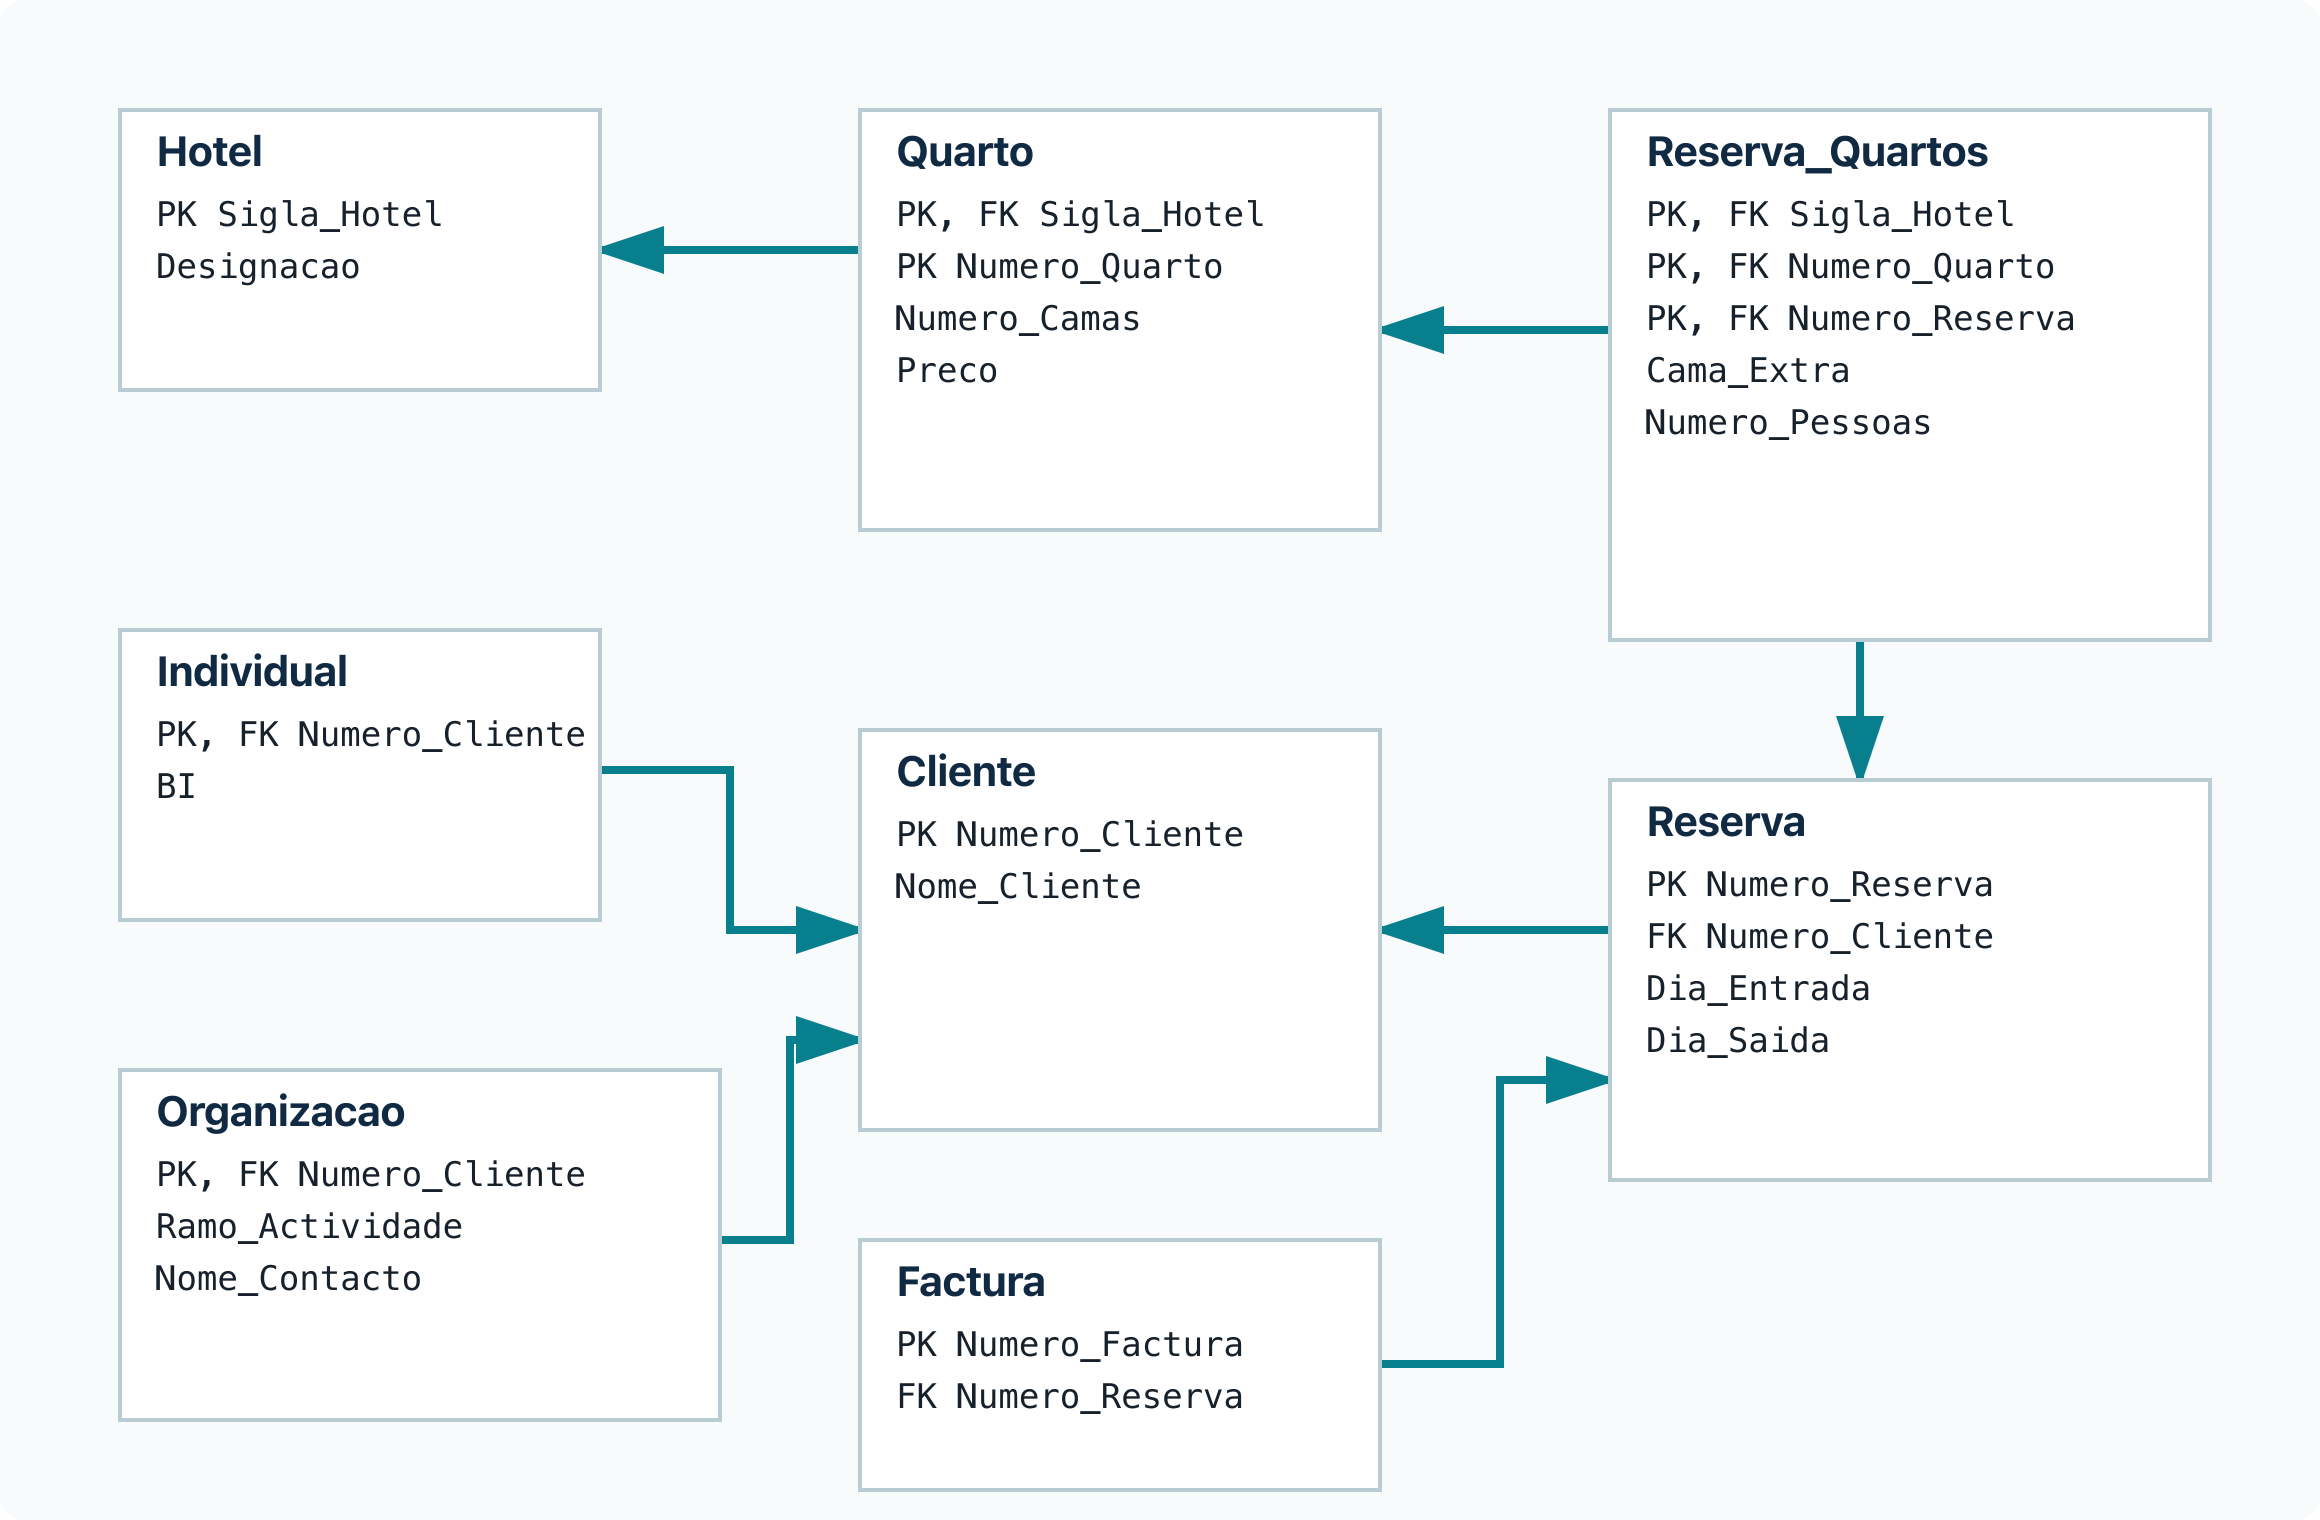 Hotel
PK Sigla_Hotel
Designacao
Quarto
PK, FK Sigla_Hotel
PK Numero_Quarto
Numero_Camas
Preco
Reserva_Quartos
PK, FK Sigla_Hotel
PK, FK Numero_Quarto
PK, FK Numero_Reserva
Cama_Extra
Numero_Pessoas
Individual
PK, FK Numero_Cliente
BI
Cliente
PK Numero_Cliente
Nome_Cliente
Reserva
PK Numero_Reserva
FK Numero_Cliente
Dia_Entrada
Dia_Saida
Organizacao
PK, FK Numero_Cliente
Ramo_Actividade
Nome_Contacto
Factura
PK Numero_Factura
FK Numero_Reserva